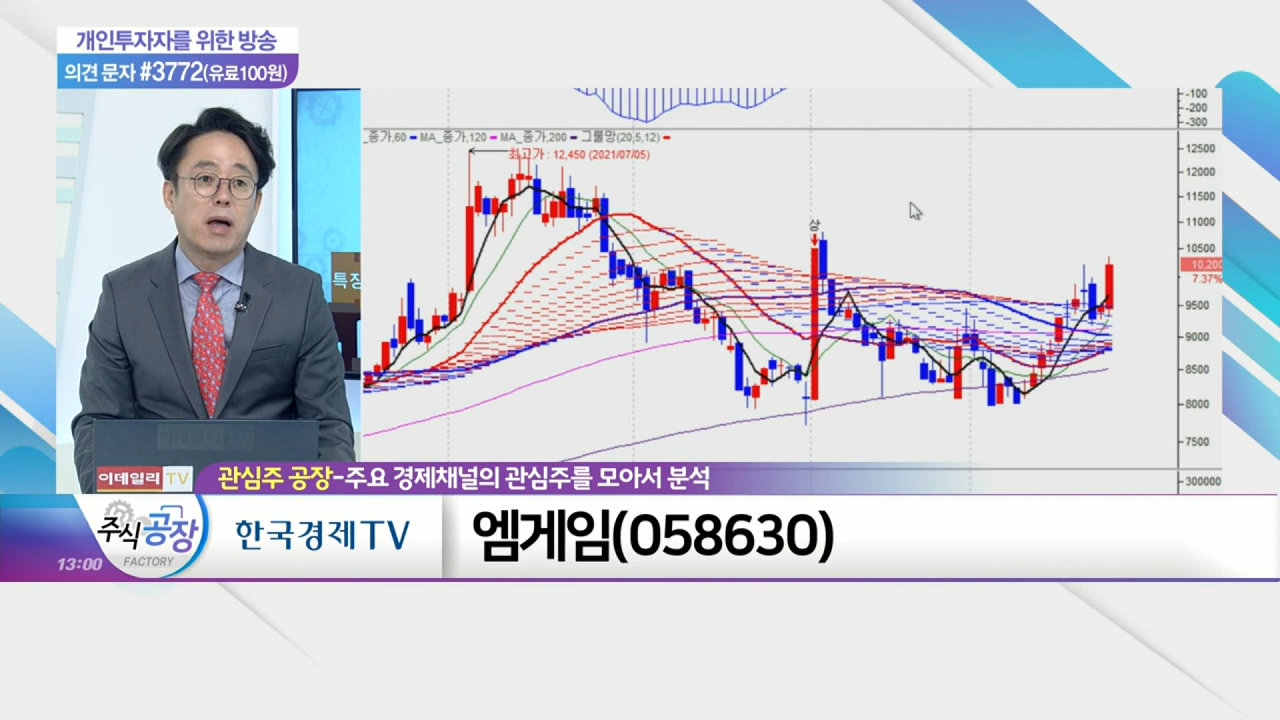 개인투자자를 위한 방송
의견 문자 #3772(유료100원)
-100
-200
-300
_종가,60 MA_종가,120 MA_종가,200 그물망(20,5,12)
최고가 : 12,450 (2021/07/05)
12500
12000
11500
11000
10500
10,200
7.37%
9500
9000
8500
8000
7500
300000
상
특징
이데일리 TV
관심주 공장-주요 경제채널의 관심주를 모아서 분석
주식공장
FACTORY
13:00
한국경제TV
엠게임(058630)